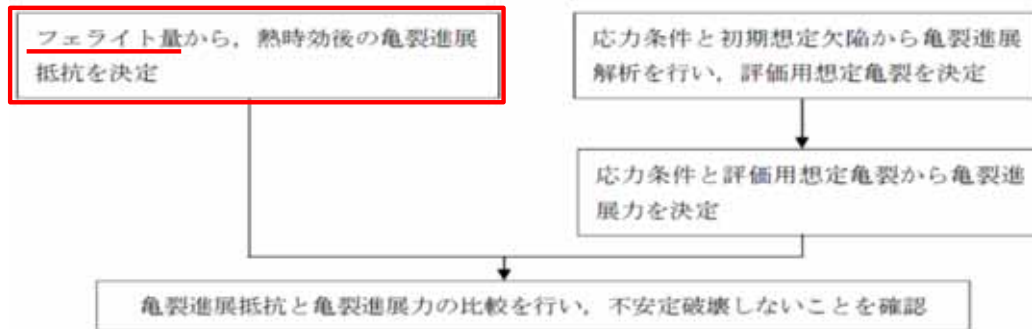 フェライト量から，熱時効後の亀裂進展
抵抗を決定
応力条件と初期想定欠陥から亀裂進展
解析を行い，評価用想定亀裂を決定
応力条件と評価用想定亀裂から亀裂進
展力を決定
亀裂進展抵抗と亀裂進展力の比較を行い，不安定破壊しないことを確認